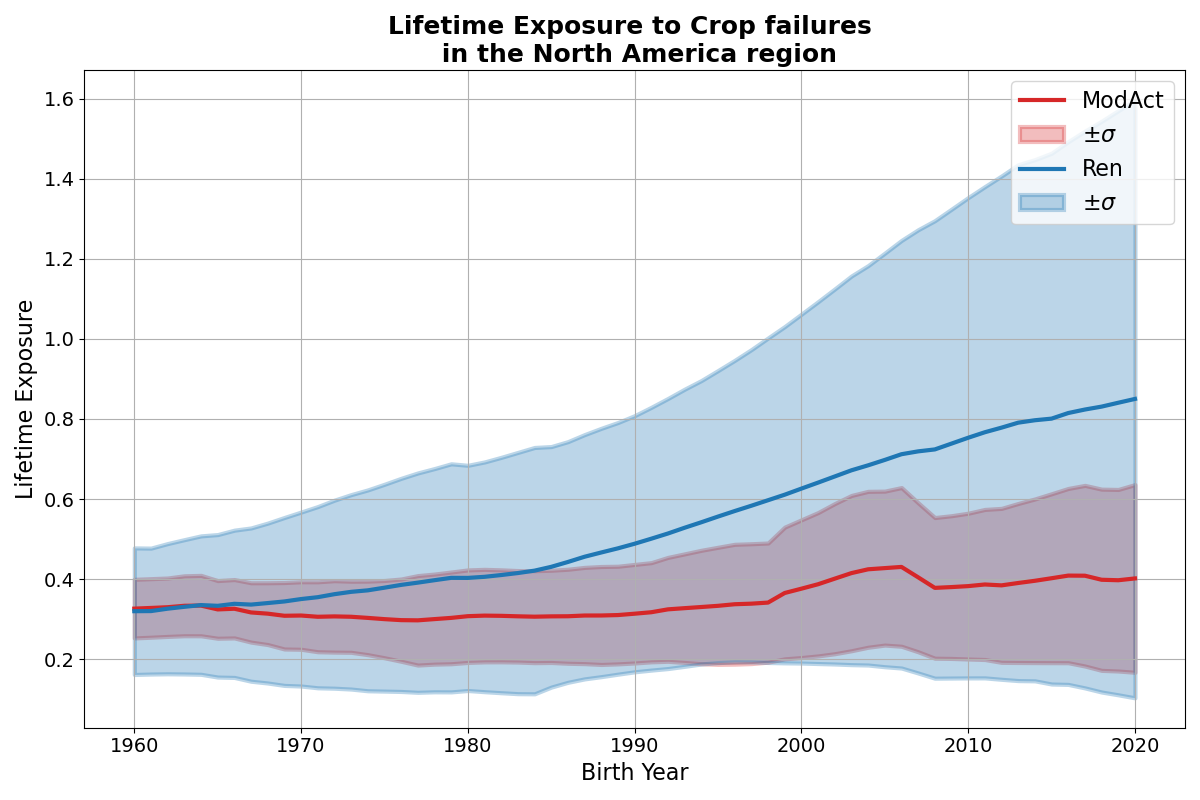 Lifetime Exposure to Crop failures
in the North America region
Lifetime Exposure
1.6
1.4
1.2
1.0
0.8
0.6
0.4
0.2
ModAct
±σ
Ren
±σ
1960 1970 1980 1990 2000 2010 2020
Birth Year